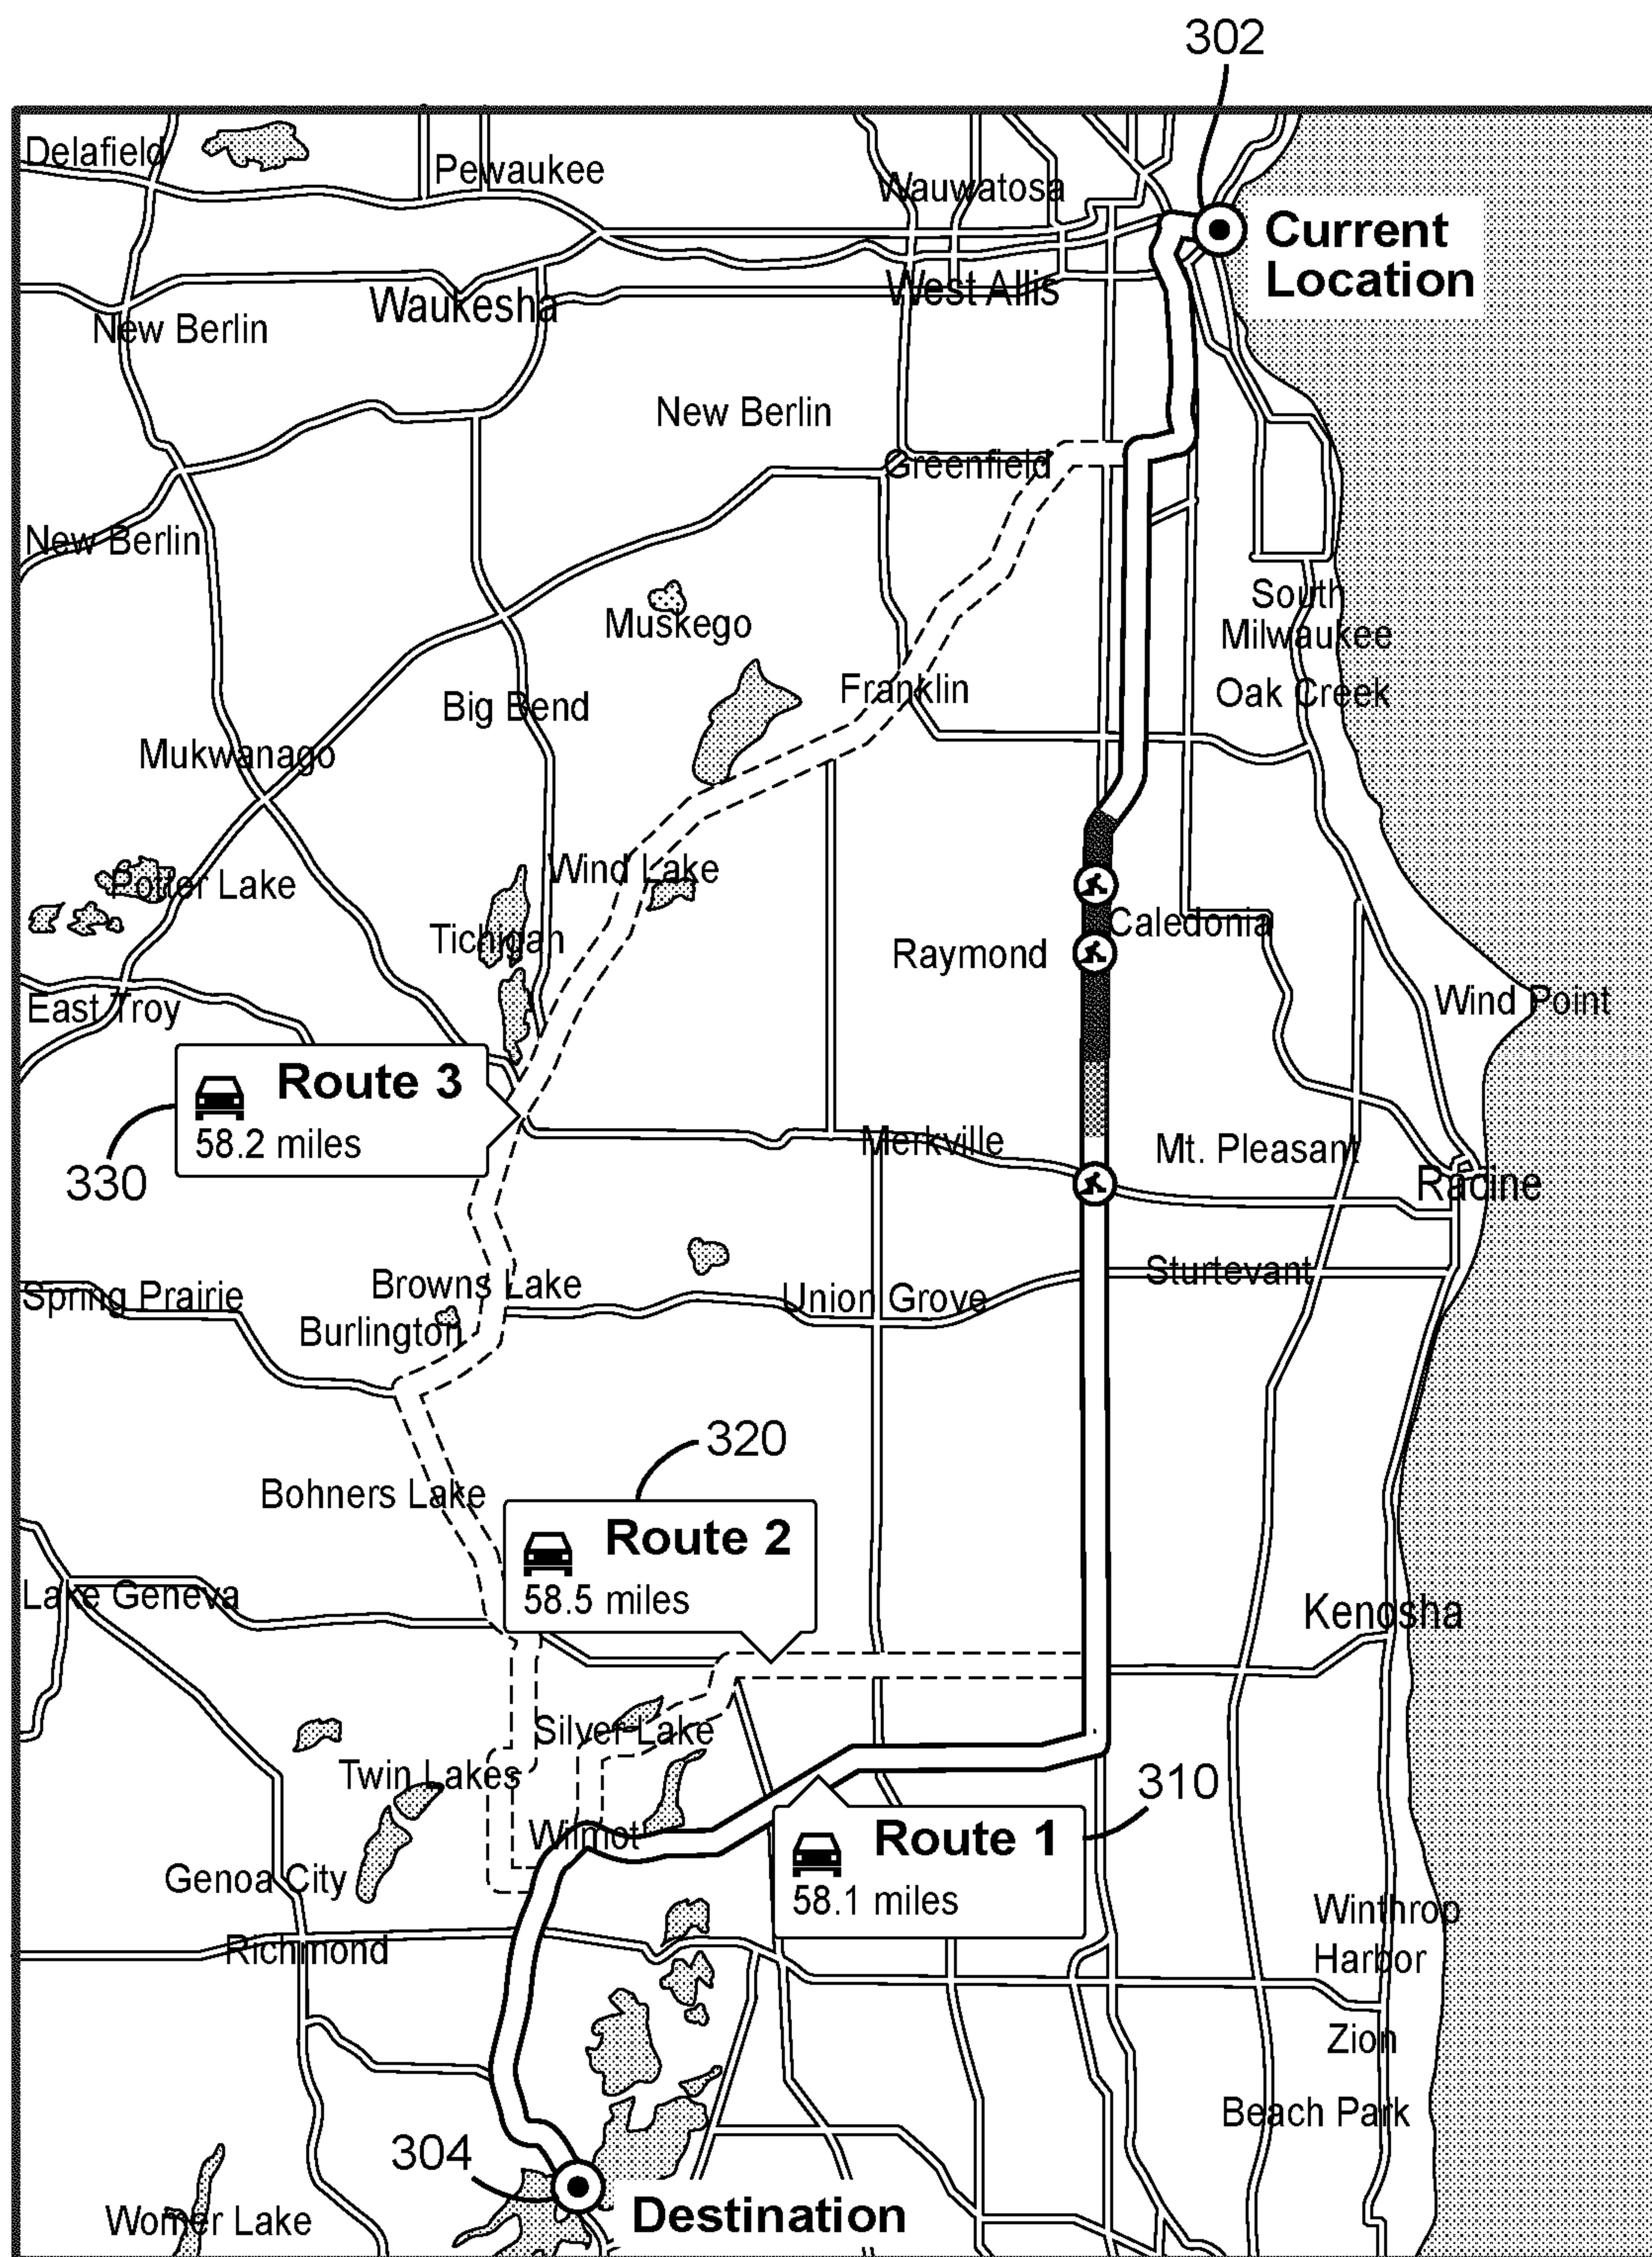 302
Delafield
Pewaukee
Wauwatosa
Current
Location
West Allis
Waukesha
New Berlin
New Berlin
Greenfield
New Berlin
South
Milwaukee
Muskego
Franklin
Oak Creek
Big Bend
Mukwanago
Wind Lake
Potter Lake
Caledonia
Tichigan
Raymond
Wind Point
East Troy
Route 3
58.2 miles
330
Merkville
Mt. Pleasant
Racine
Browns Lake
Sturtevant
Spring Prairie
Union Grove
Burlington
320
Bohners Lake
Route 2
58.5 miles
Lake Geneva
Kenosha
Silver Lake
Twin Lakes
310
Wilmot
Route 1
58.1 miles
Genoa City
Winthrop
Harbor
Richmond
Zion
Beach Park
304
Destination
Womer Lake